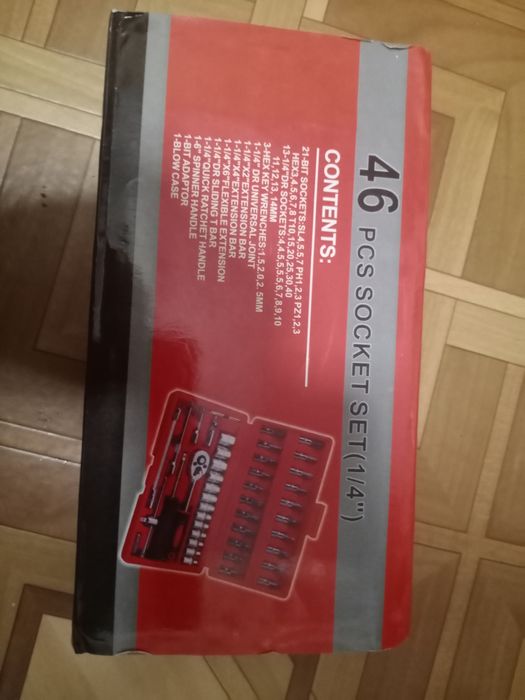 46 PCS SOCKET SET(1/4")
CONTENTS:
21-BIT SOCKETS:SL4,5.5,7 PH1,2,3 PZ1,2,3
HEX3,4,5,6,7,8 T10,15,20,25,30,40
13-1/4"DR SOCKETS:4,4.5,5,5.5,6,7,8,9,10
11,12,13, 14MM
3-HEX KEY WRENCHES:1.5,2.0,2. 5MM
1-1/4" DR UNIVERSAL JOINT
1-1/4"X2"EXTENSION BAR
1-1/4"X4"EXTENSION BAR
1-1/4"X6"FLEXIBLE EXTENSION
1-1/4"DR SLIDING T BAR
1-1/4"QUICK RATCHET HANDLE
1-6" SPINNER HANDLE
1-BIT ADAPTOR
1-BLOW CASE